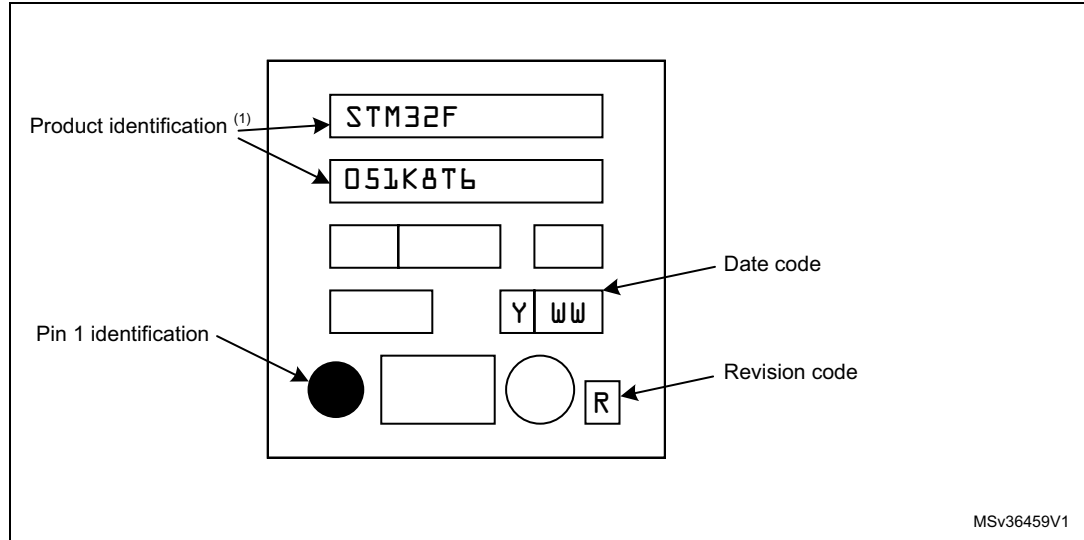 Product identification (1)
STM32F
051K8T6
Date code
Y WW
Pin 1 identification
Revision code
R
MSv36459V1